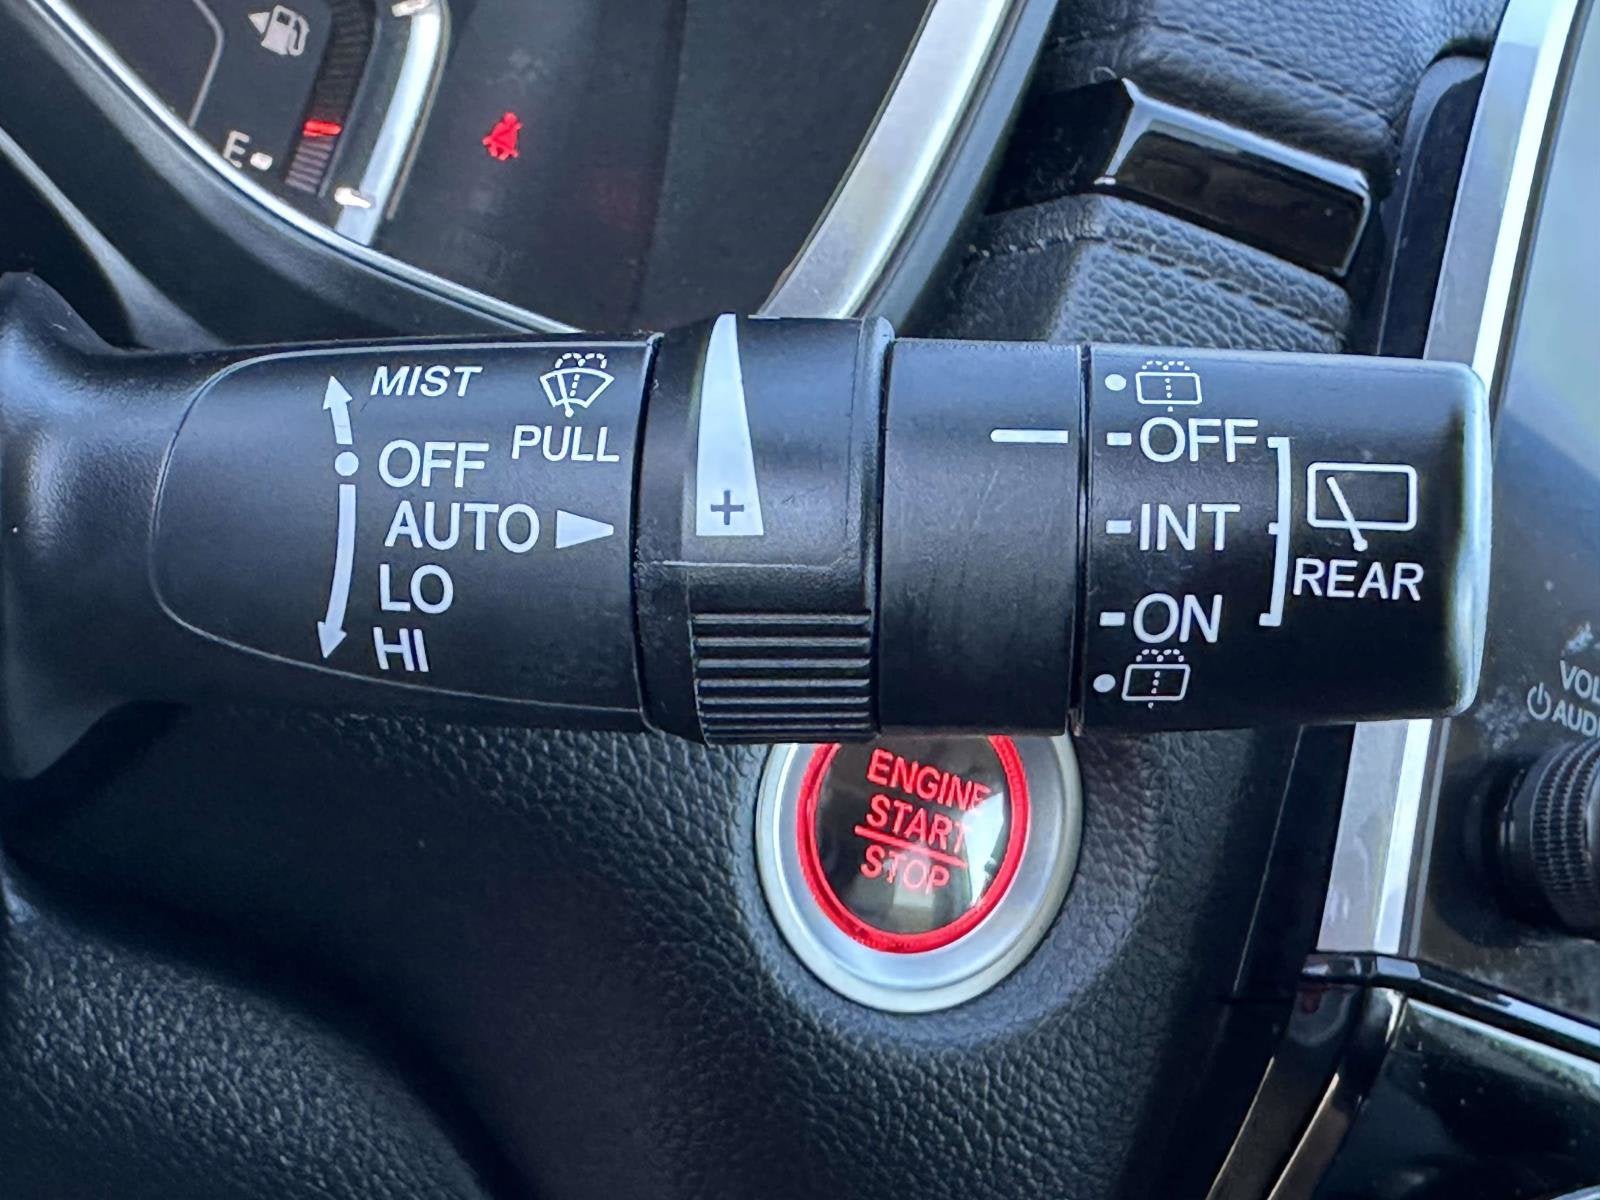 E
MIST
PULL
OFF
AUTO
LO
HI
+
OFF
INT
ON
REAR
ENGINE
START
STOP